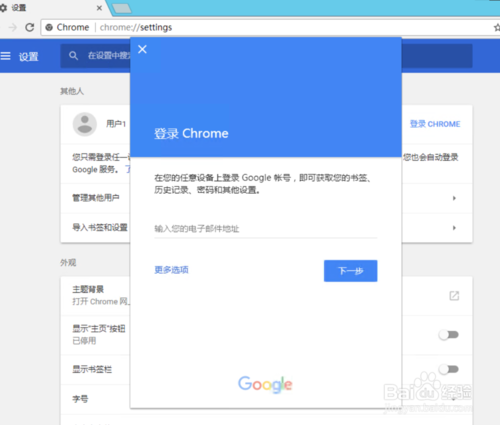 设置
Chrome chrome://settings
设置
在设置中搜
其他人
用户1
登录 CHROME
您只需登录任一
您也会自动登录
Google 服务。
管理其他用户
导入书签和设置
登录 Chrome
在您的任意设备上登录 Google 帐号，即可获取您的书签、
历史记录、密码和其他设置。
输入您的电子邮件地址
更多选项
下一步
Google
外观
主题背景
打开 Chrome 网
显示"主页"按钮
已停用
显示书签栏
字号
Baidu经验
jingyan.baidu.com